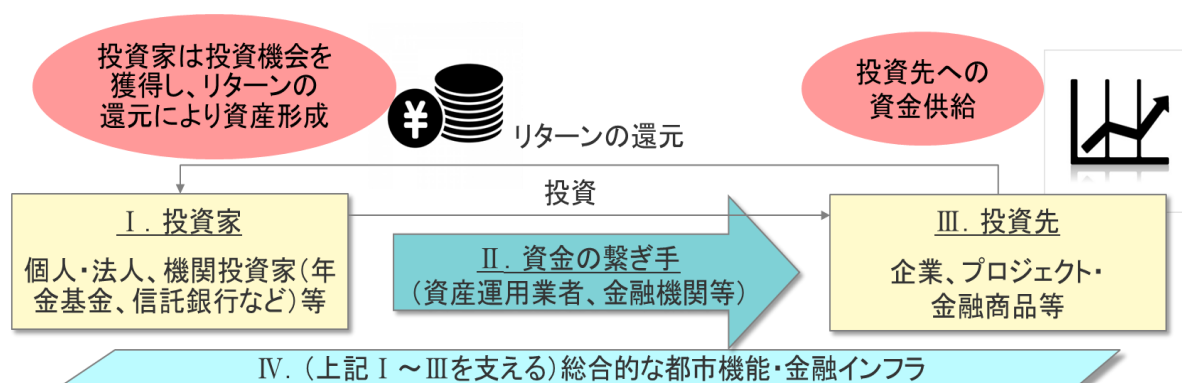 投資家は投資機会を
獲得し、リターンの
還元により資産形成
¥
リターンの還元
投資先への
資金供給
投資
Ⅰ．投資家
個人・法人、機関投資家（年
金基金、信託銀行など）等
Ⅱ．資金の繋ぎ手
（資産運用業者、金融機関等）
Ⅲ．投資先
企業、プロジェクト・
金融商品等
Ⅳ．（上記Ⅰ～Ⅲを支える）総合的な都市機能・金融インフラ